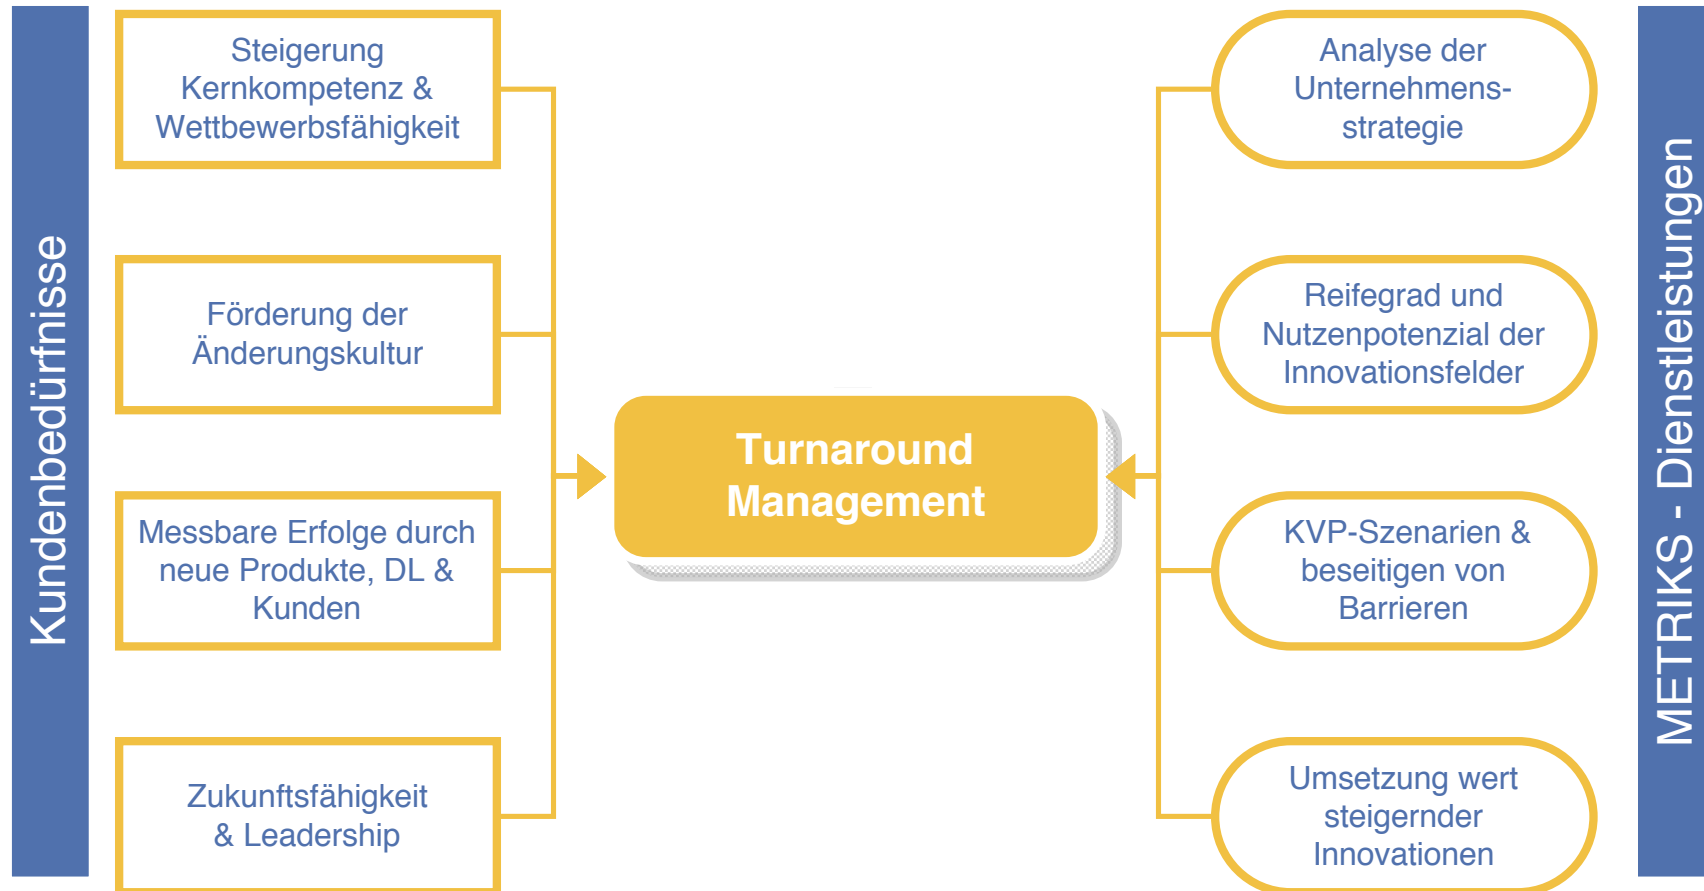 Kundenbedürfnisse
Steigerung
Kernkompetenz &
Wettbewerbsfähigkeit
Förderung der
Änderungskultur
Messbare Erfolge durch
neue Produkte, DL &
Kunden
Zukunftsfähigkeit
& Leadership
Turnaround
Management
Analyse der
Unternehmens-
strategie
Reifegrad und
Nutzenpotenzial der
Innovationsfelder
KVP-Szenarien &
beseitigen von
Barrieren
Umsetzung wert
steigernder
Innovationen
METRIKS - Dienstleistungen